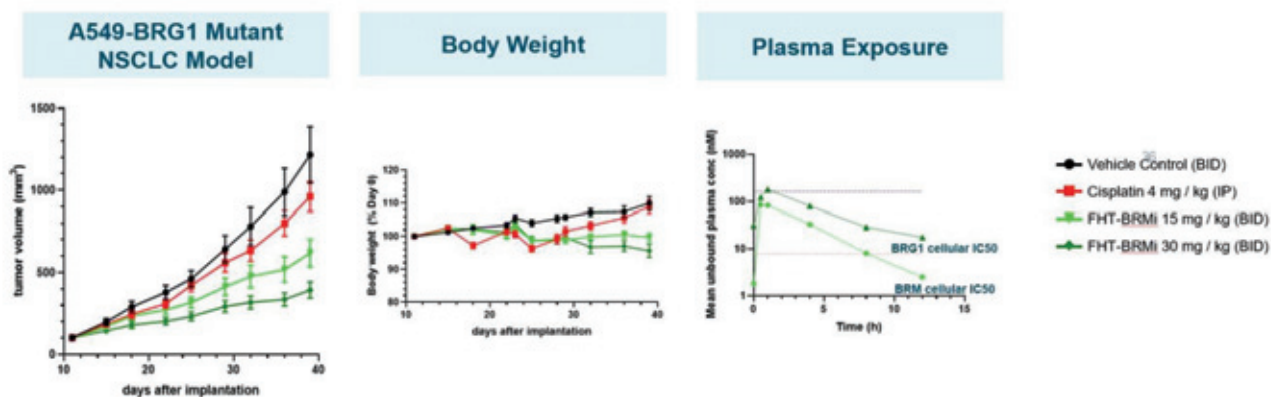 A549-BRG1 Mutant
NSCLC Model
Body Weight
Plasma Exposure
tumor volume (mm³)
1500
1000
500
0
10
20
30
40
days after implantation
Body weight (% Day 0)
120
110
100
90
80
10
20
30
40
days after implantation
Mean unbound plasma conc (nM)
1000
100
10
1
0
5
10
15
Time (h)
BRG1 cellular IC50
BRM cellular IC50
Vehicle Control (BID)
Cisplatin 4 mg / kg (IP)
FHT-BRMi 15 mg / kg (BID)
FHT-BRMi 30 mg / kg (BID)